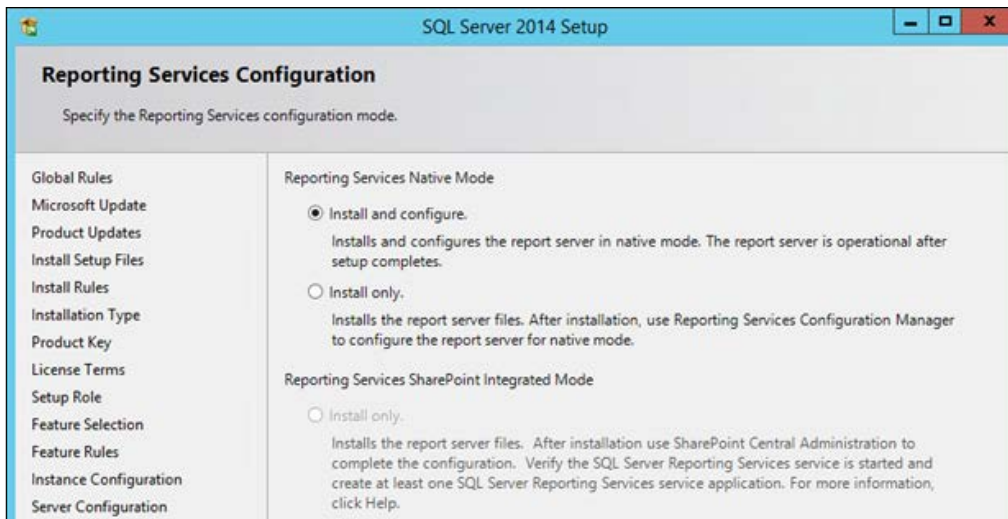 SQL Server 2014 Setup
Reporting Services Configuration
Specify the Reporting Services configuration mode.
Global Rules
Microsoft Update
Product Updates
Install Setup Files
Install Rules
Installation Type
Product Key
License Terms
Setup Role
Feature Selection
Feature Rules
Instance Configuration
Server Configuration
Reporting Services Native Mode
Install and configure.
Installs and configures the report server in native mode. The report server is operational after
setup completes.
Install only.
Installs the report server files. After installation, use Reporting Services Configuration Manager
to configure the report server for native mode.
Reporting Services SharePoint Integrated Mode
Install only.
Installs the report server files.  After installation use SharePoint Central Administration to
complete the configuration.  Verify the SQL Server Reporting Services service is started and
create at least one SQL Server Reporting Services service application. For more information,
click Help.